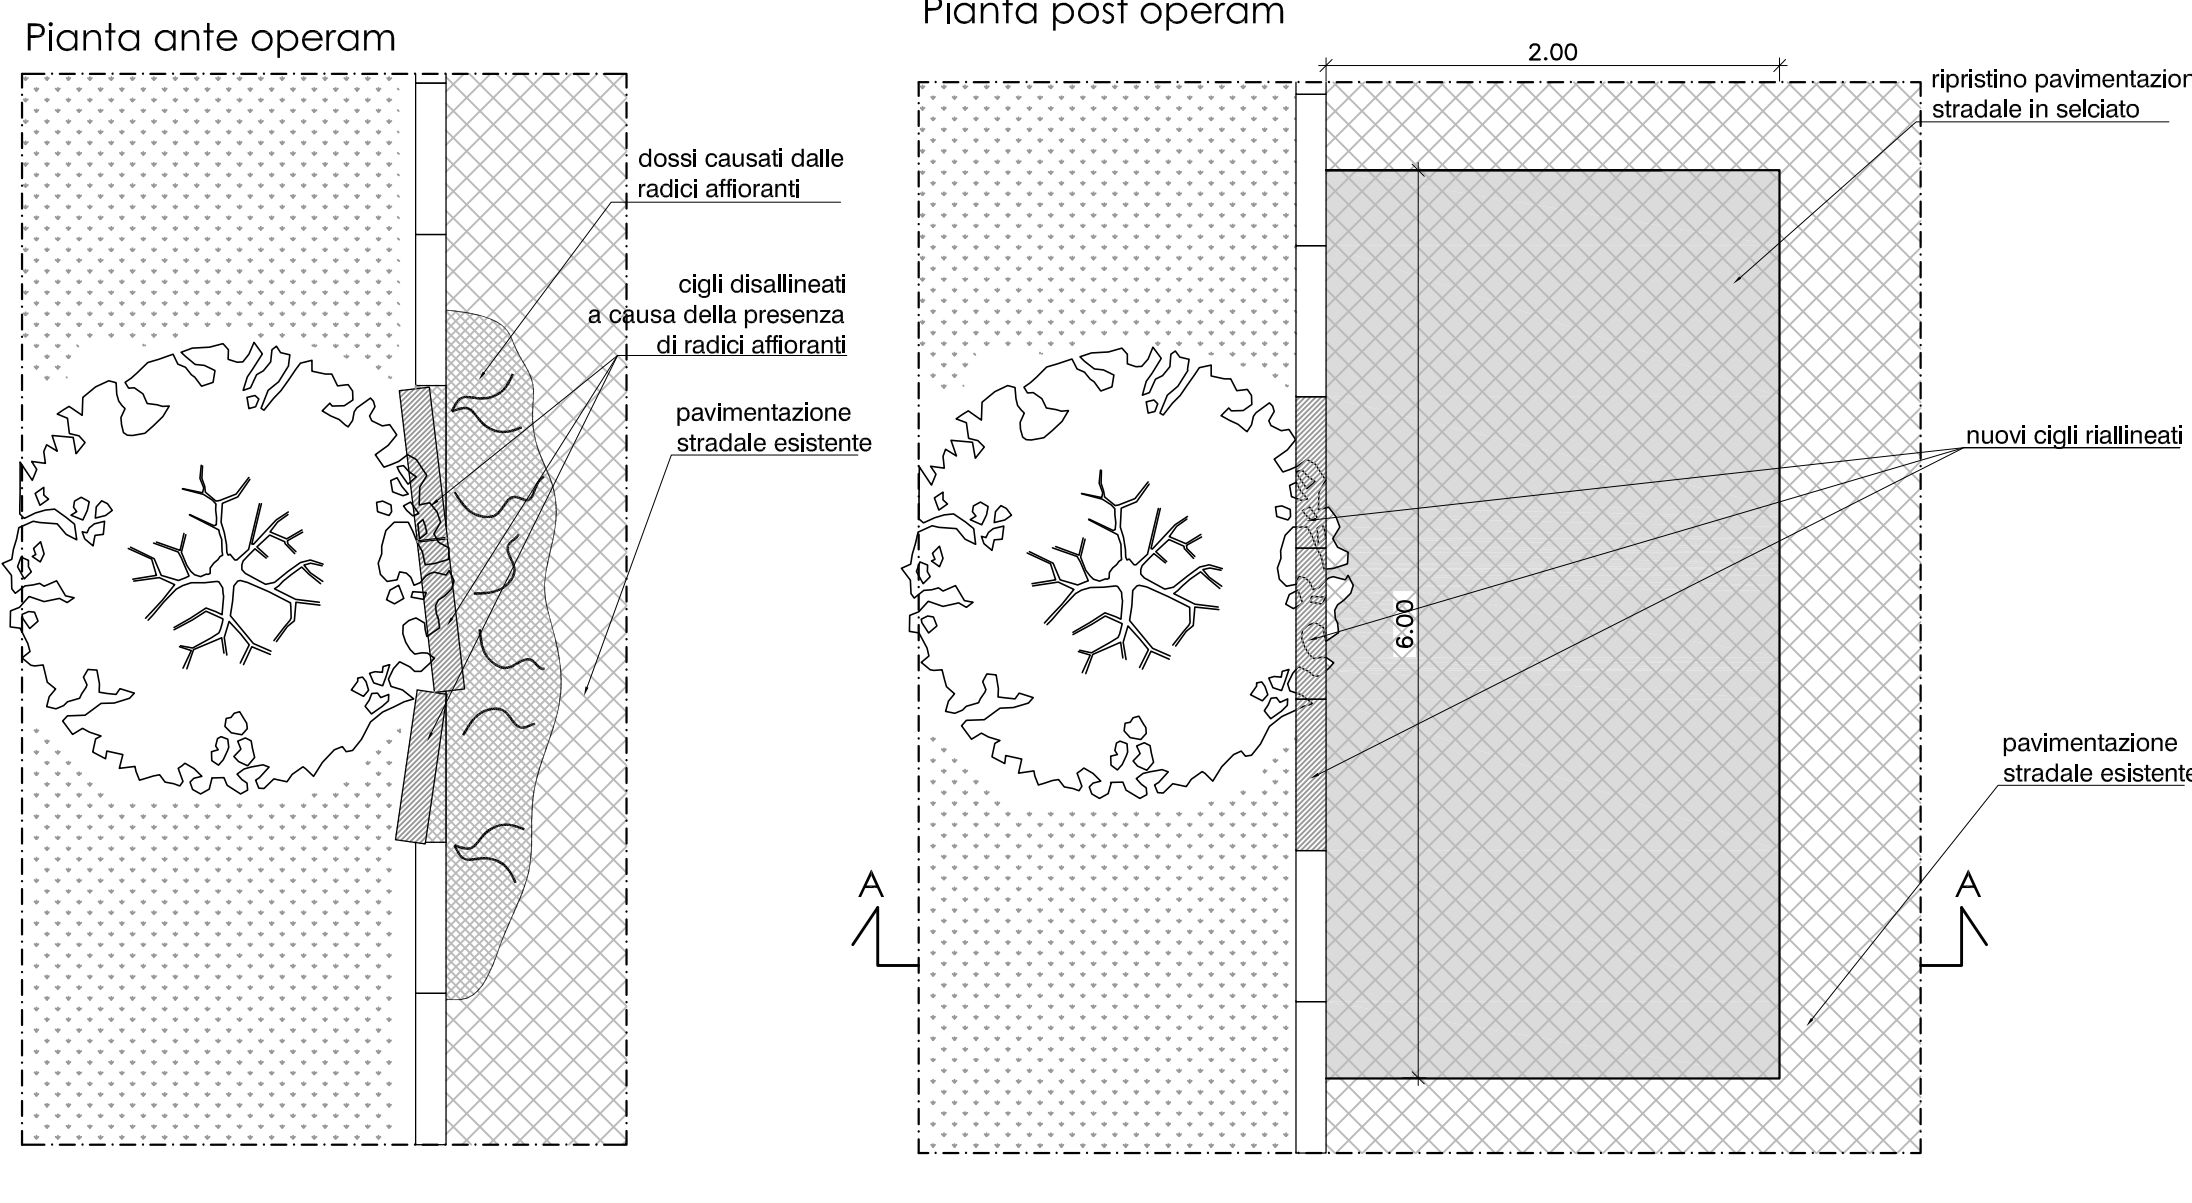 Pianta ante operam
dossi causati dalle
radici affioranti
cigli disallineati
a causa della presenza
di radici affioranti
pavimentazione
stradale esistente
Pianta post operam
2.00
ripristino pavimentazion
stradale in selciato
nuovi cigli riallineati
6.00
pavimentazione
stradale esistente
A
A